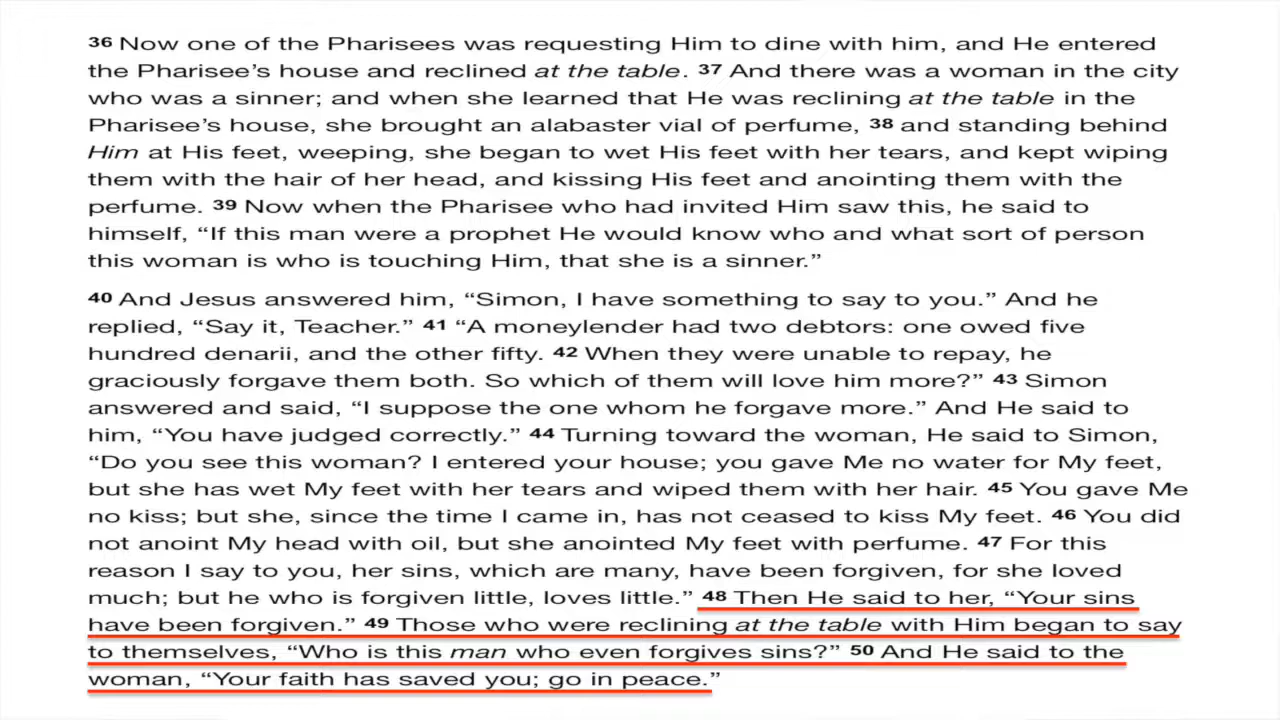 36 Now one of the Pharisees was requesting Him to dine with him, and He entered
the Pharisee’s house and reclined at the table. 37 And there was a woman in the city
who was a sinner; and when she learned that He was reclining at the table in the
Pharisee’s house, she brought an alabaster vial of perfume, 38 and standing behind
Him at His feet, weeping, she began to wet His feet with her tears, and kept wiping
them with the hair of her head, and kissing His feet and anointing them with the
perfume. 39 Now when the Pharisee who had invited Him saw this, he said to
himself, “If this man were a prophet He would know who and what sort of person
this woman is who is touching Him, that she is a sinner.”
40 And Jesus answered him, “Simon, I have something to say to you.” And he
replied, “Say it, Teacher.” 41 “A moneylender had two debtors: one owed five
hundred denarii, and the other fifty. 42 When they were unable to repay, he
graciously forgave them both. So which of them will love him more?” 43 Simon
answered and said, “I suppose the one whom he forgave more.” And He said to
him, “You have judged correctly.” 44 Turning toward the woman, He said to Simon,
“Do you see this woman? I entered your house; you gave Me no water for My feet,
but she has wet My feet with her tears and wiped them with her hair. 45 You gave Me
no kiss; but she, since the time I came in, has not ceased to kiss My feet. 46 You did
not anoint My head with oil, but she anointed My feet with perfume. 47 For this
reason I say to you, her sins, which are many, have been forgiven, for she loved
much; but he who is forgiven little, loves little.” 48 Then He said to her, “Your sins
have been forgiven.” 49 Those who were reclining at the table with Him began to say
to themselves, “Who is this man who even forgives sins?” 50 And He said to the
woman, “Your faith has saved you; go in peace.”